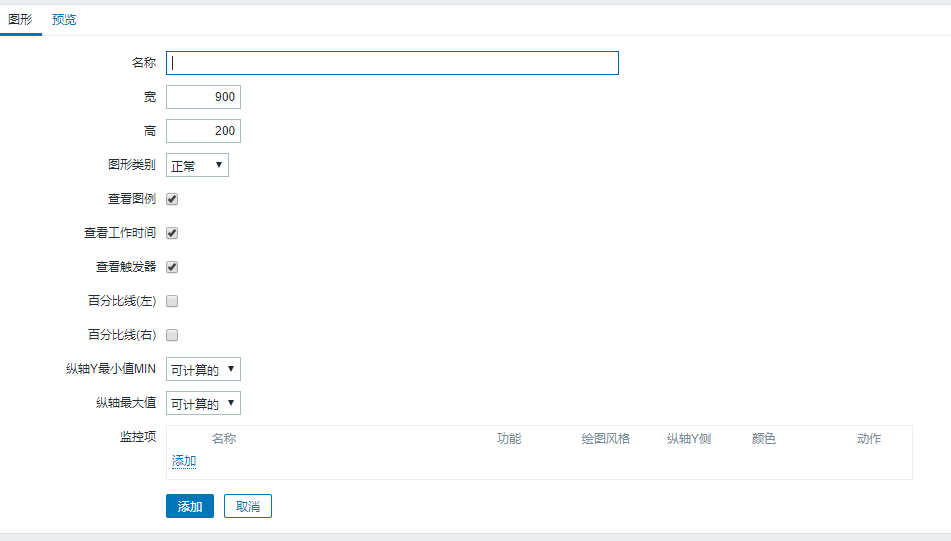 图形 预览
名称
宽 900
高 200
图形类别 正常
查看图例
查看工作时间
查看触发器
百分比线(左)
百分比线(右)
纵轴Y最小值MIN 可计算的
纵轴最大值 可计算的
监控项 名称 功能 绘图风格 纵轴Y侧 颜色 动作
添加
添加 取消